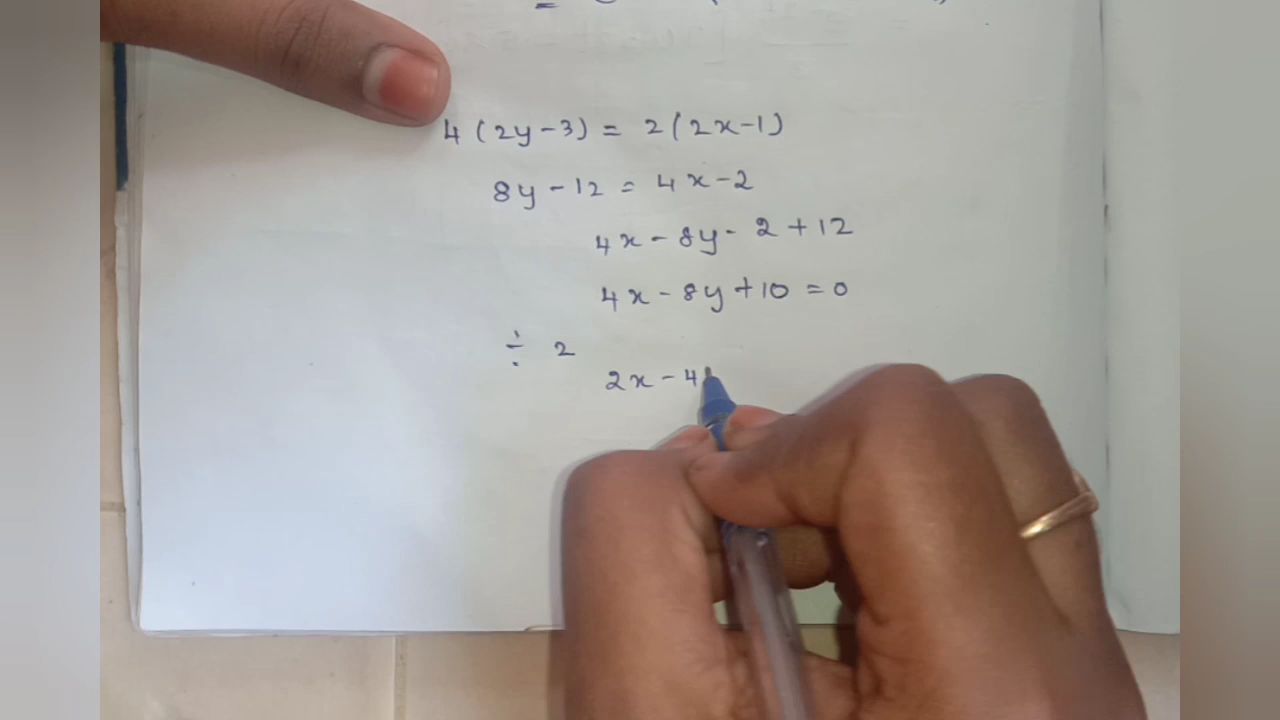 4 (2y-3) = 2(2x-1)
8y - 12 = 4x-2
4x - 8y - 2 + 12
4x - 8y + 10 = 0
÷ 2
2x - 4